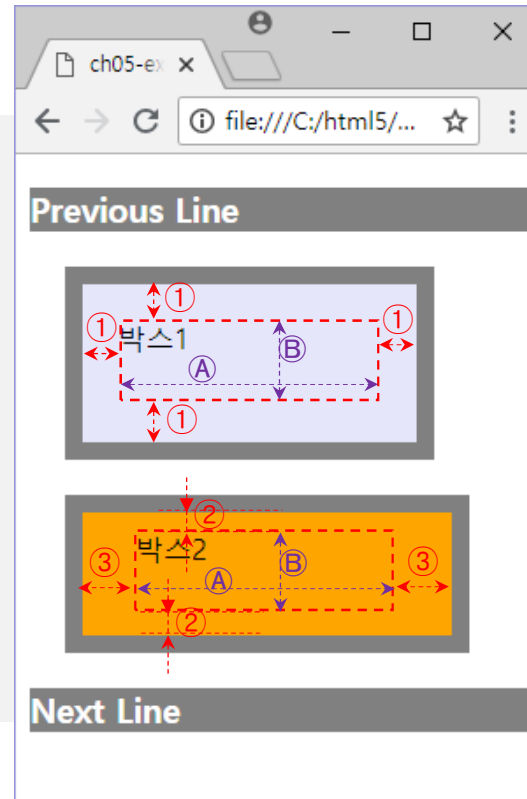 ch05-ex
file:///C:/html5/...
Previous Line
①
① 박스1 Ⓑ ①
Ⓐ
①
②
박스2
③ Ⓐ Ⓑ ③
②
Next Line